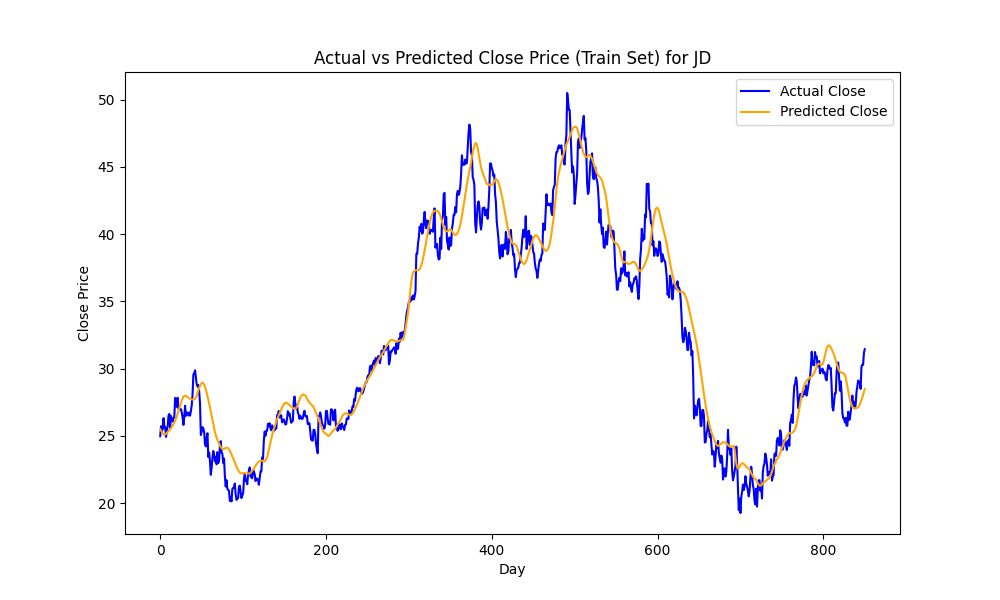 Actual vs Predicted Close Price (Train Set) for JD
Actual Close
Predicted Close
Close Price
50
45
40
35
30
25
20
0 200 400 600 800
Day